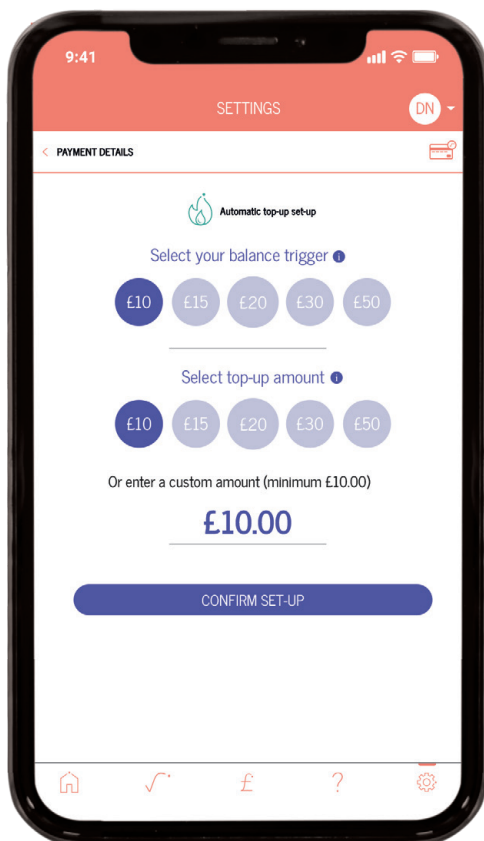 9:41
SETTINGS
DN
< PAYMENT DETAILS
Automatic top-up set-up
Select your balance trigger i
£10 £15 £20 £30 £50
Select top-up amount i
£10 £15 £20 £30 £50
Or enter a custom amount (minimum £10.00)
£10.00
CONFIRM SET-UP
£
?